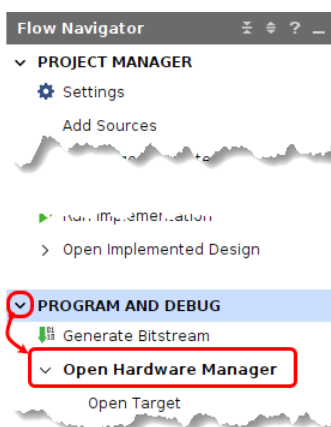 Flow Navigator ?
PROJECT MANAGER
Settings
Add Sources
Open Implemented Design
PROGRAM AND DEBUG
Generate Bitstream
Open Hardware Manager
Open Target